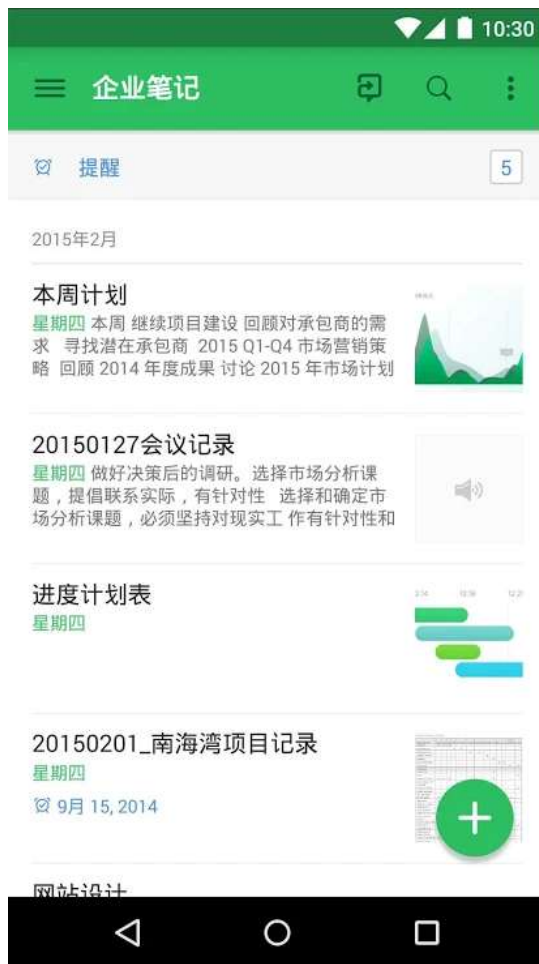 10:30
企业笔记
提醒
5
2015年2月
本周计划
星期四 本周 继续项目建设 回顾对承包商的需
求 寻找潜在承包商 2015 Q1-Q4 市场营销策
略 回顾 2014 年度成果 讨论 2015 年市场计划
20150127会议记录
星期四 做好决策后的调研。选择市场分析课
题，提倡联系实际，有针对性 选择和确定市
场分析课题，必须坚持对现实工 作有针对性和
进度计划表
星期四
20150201_南海湾项目记录
星期四
9月 15, 2014
网站设计